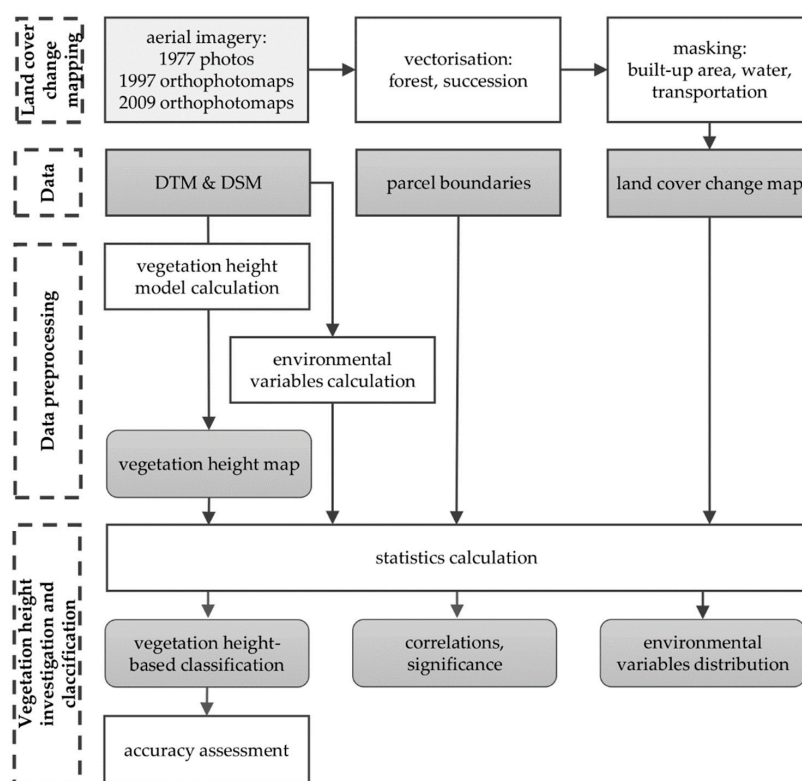 Land cover
change
mapping
aerial imagery:
1977 photos
1997 orthophotomaps
2009 orthophotomaps
vectorisation:
forest, succession
masking:
built-up area, water,
transportation
Data
DTM & DSM
parcel boundaries
land cover change map
Data preprocessing
vegetation height
model calculation
environmental
variables calculation
vegetation height map
Vegetation height
investigation and
claccification
statistics calculation
vegetation height-
based classification
correlations,
significance
environmental
variables distribution
accuracy assessment